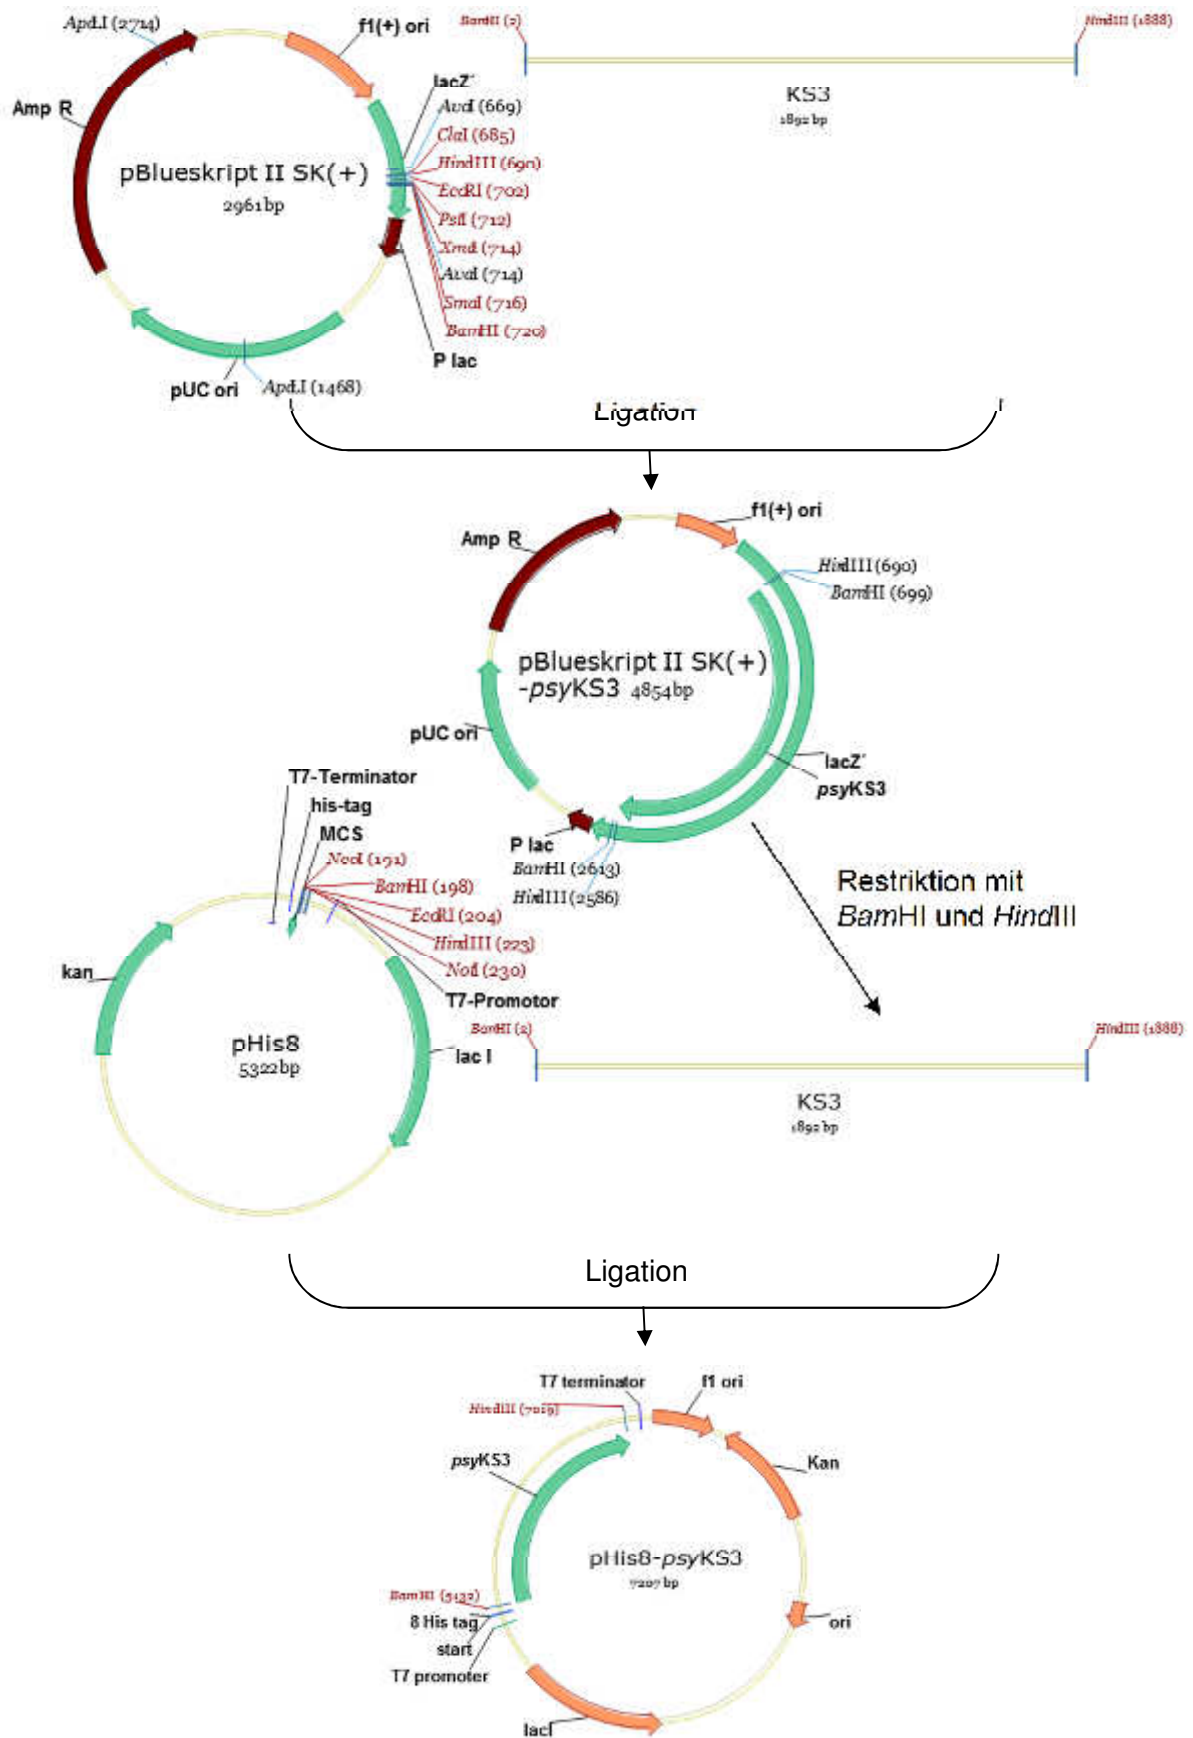 ApaLI (2714)
f1(+) ori
BamHI (2)
HindIII (1888)
lacZ´
Amp R
AvaI (669)
KS3
1892 bp
ClaI (685)
pBlueskript II SK(+)
2961bp
HindIII (690)
EcoRI (702)
PstI (712)
XmaI (714)
AvaI (714)
SmaI (716)
BamHI (720)
P lac
pUC ori
ApaLI (1468)
Ligation
f1(+) ori
Amp R
HindIII (690)
BamHI (699)
pBlueskript II SK(+)
-psyKS3 4854bp
pUC ori
lacZ´
psyKS3
T7-Terminator
his-tag
MCS
P lac
NcoI (191)
BamHI (2613)
BamHI (198)
HindIII (2586)
Restriktion mit
BamHI und HindIII
EcoRI (204)
HindIII (223)
kan
NotI (230)
T7-Promotor
BamHI (2)
HindIII (1888)
pHis8
5322bp
lac I
KS3
1892 bp
Ligation
T7 terminator
f1 ori
HindIII (7019)
psyKS3
Kan
pHis8-psyKS3
7207 bp
BamHI (5132)
8 His tag
ori
start
T7 promoter
lacI